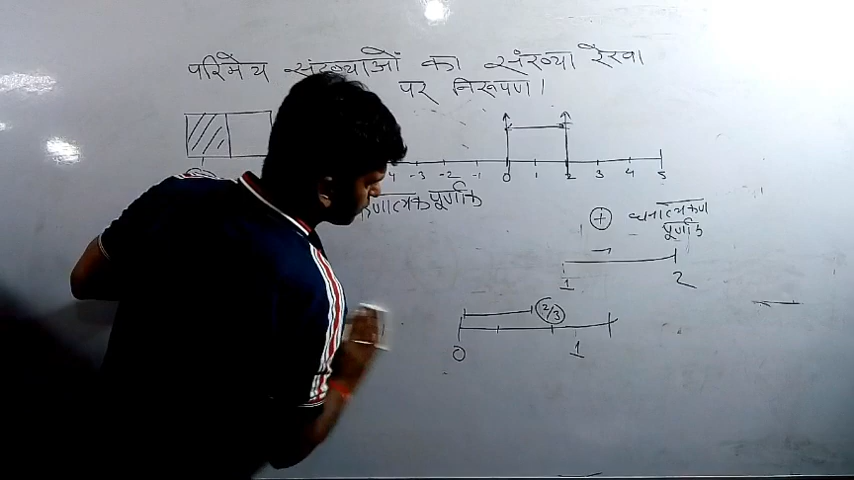 परिमेय संख्याओं का संख्या रेखा
पर निरूपण।
-3 -2 -1 0 1 2 3 4 5
पूर्णांक
+ धनात्मक
पूर्णांक
1 2
2/3
0 1